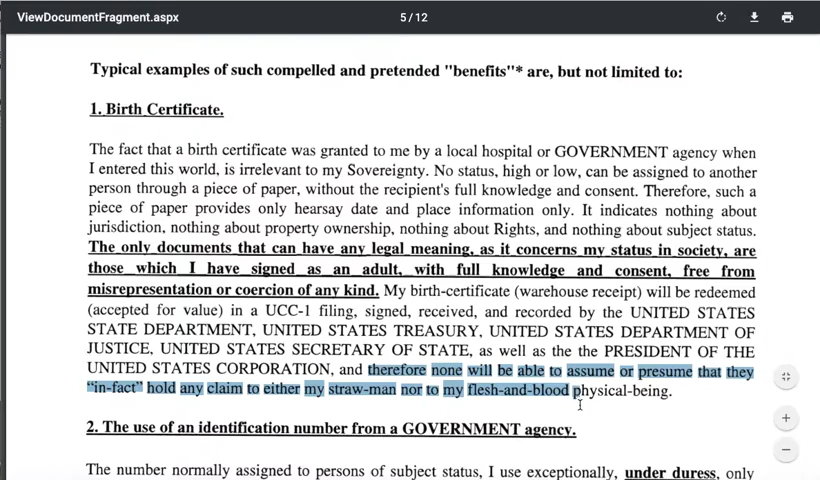 ViewDocumentFragment.aspx
5 / 12
Typical examples of such compelled and pretended "benefits"* are, but not limited to:
1. Birth Certificate.
The fact that a birth certificate was granted to me by a local hospital or GOVERNMENT agency when
I entered this world, is irrelevant to my Sovereignty. No status, high or low, can be assigned to another
person through a piece of paper, without the recipient's full knowledge and consent. Therefore, such a
piece of paper provides only hearsay date and place information only. It indicates nothing about
jurisdiction, nothing about property ownership, nothing about Rights, and nothing about subject status.
The only documents that can have any legal meaning, as it concerns my status in society, are
those which I have signed as an adult, with full knowledge and consent, free from
misrepresentation or coercion of any kind. My birth-certificate (warehouse receipt) will be redeemed
(accepted for value) in a UCC-1 filing, signed, received, and recorded by the UNITED STATES
STATE DEPARTMENT, UNITED STATES TREASURY, UNITED STATES DEPARTMENT OF
JUSTICE, UNITED STATES SECRETARY OF STATE, as well as the the PRESIDENT OF THE
UNITED STATES CORPORATION, and therefore none will be able to assume or presume that they
“in-fact” hold any claim to either my straw-man nor to my flesh-and-blood physical-being.
2. The use of an identification number from a GOVERNMENT agency.
The number normally assigned to persons of subject status, I use exceptionally, under duress, only